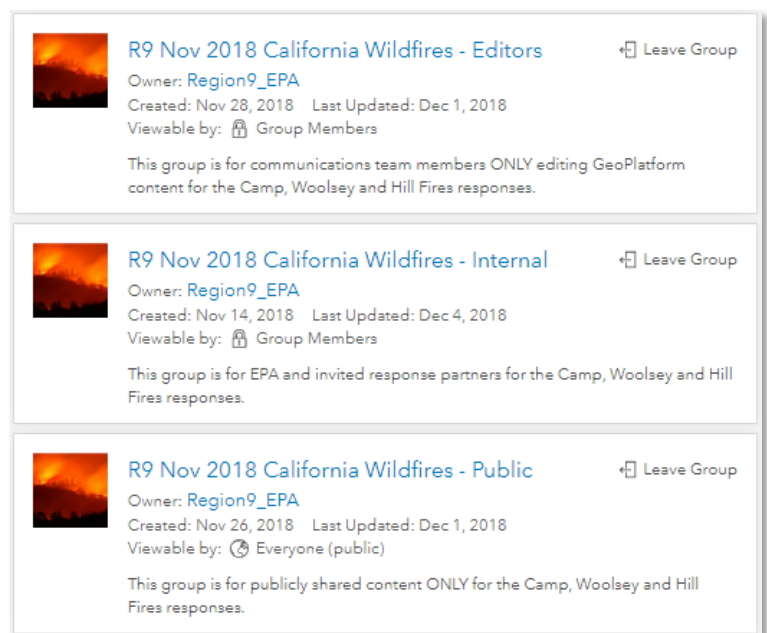 R9 Nov 2018 California Wildfires - Editors
Leave Group
Owner: Region9_EPA
Created: Nov 28, 2018 Last Updated: Dec 1, 2018
Viewable by: Group Members
This group is for communications team members ONLY editing GeoPlatform
content for the Camp, Woolsey and Hill Fires responses.
R9 Nov 2018 California Wildfires - Internal
Leave Group
Owner: Region9_EPA
Created: Nov 14, 2018 Last Updated: Dec 4, 2018
Viewable by: Group Members
This group is for EPA and invited response partners for the Camp, Woolsey and Hill
Fires responses.
R9 Nov 2018 California Wildfires - Public
Leave Group
Owner: Region9_EPA
Created: Nov 26, 2018 Last Updated: Dec 1, 2018
Viewable by: Everyone (public)
This group is for publicly shared content ONLY for the Camp, Woolsey and Hill
Fires responses.